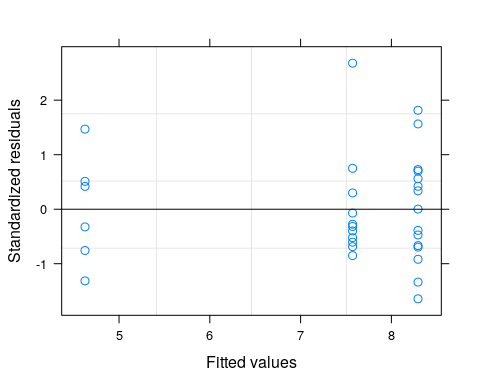 Standardized residuals
2
1
0
-1
5 6 7 8
Fitted values